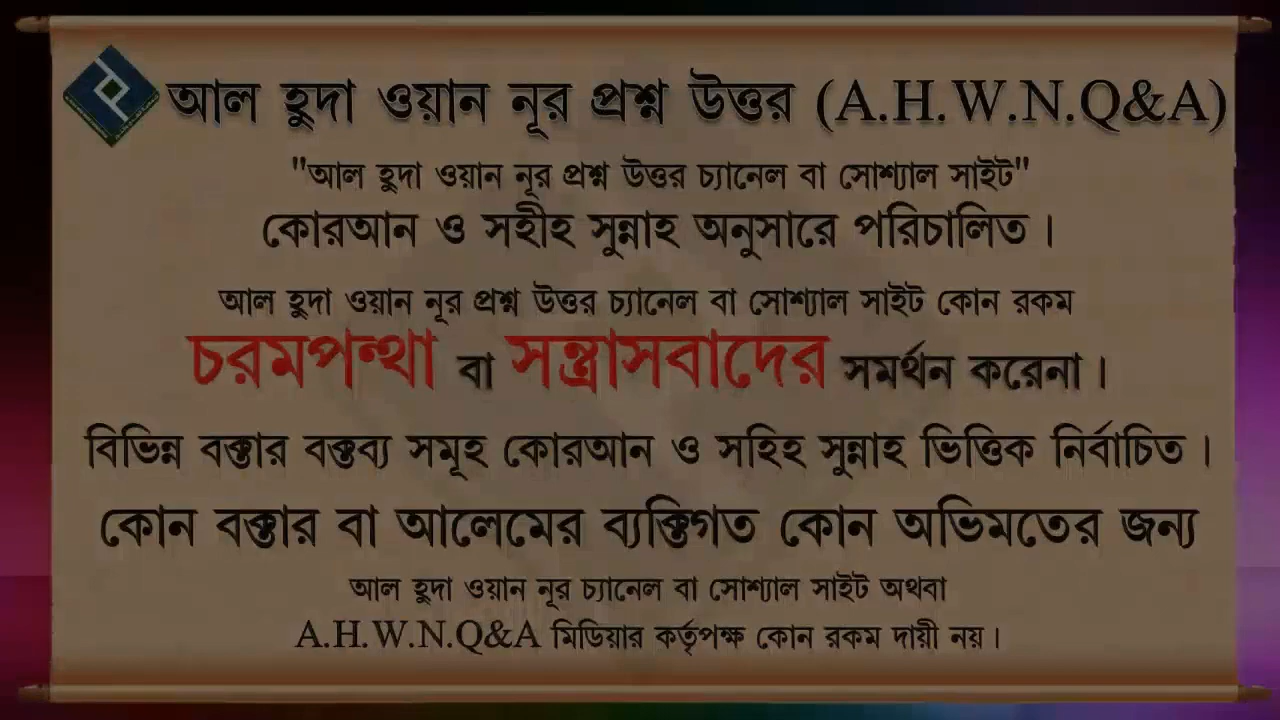 আল হুদা ওয়ান নূর প্রশ্ন উত্তর (A.H.W.N.Q&A)
"আল হুদা ওয়ান নূর প্রশ্ন উত্তর চ্যানেল বা সোশ্যাল সাইট"
কোরআন ও সহীহ সুন্নাহ অনুসারে পরিচালিত।
আল হুদা ওয়ান নূর প্রশ্ন উত্তর চ্যানেল বা সোশ্যাল সাইট কোন রকম
চরমপন্থা বা সন্ত্রাসবাদের সমর্থন করেনা।
বিভিন্ন বক্তার বক্তব্য সমূহ কোরআন ও সহিহ সুন্নাহ ভিত্তিক নির্বাচিত।
কোন বক্তার বা আলেমের ব্যক্তিগত কোন অভিমতের জন্য
আল হুদা ওয়ান নূর চ্যানেল বা সোশ্যাল সাইট অথবা
A.H.W.N.Q&A মিডিয়ার কর্তৃপক্ষ কোন রকম দায়ী নয়।